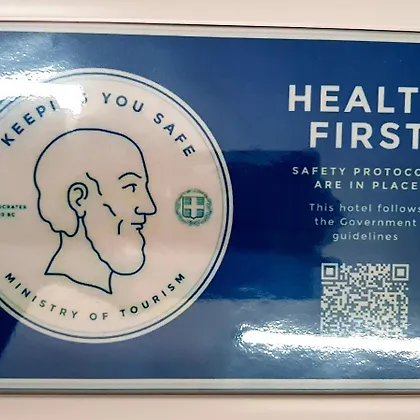 KEEPING YOU SAFE
MINISTRY OF TOURISM
HEALT
FIRST
SAFETY PROTOCO
ARE IN PLACE
This hotel follows
the Government
guidelines